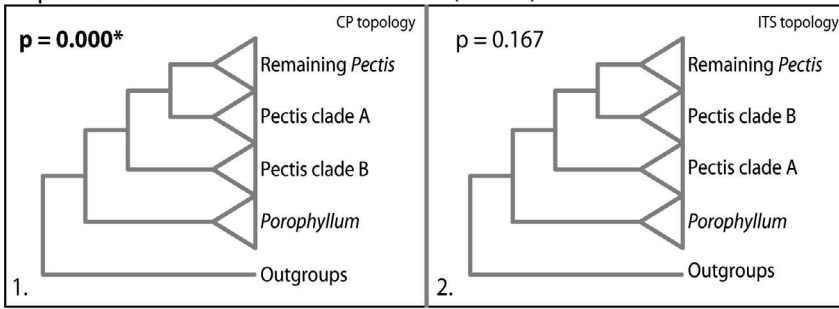 CP topology
p = 0.000*
Remaining Pectis
Pectis clade A
Pectis clade B
Porophyllum
Outgroups
1.
ITS topology
p = 0.167
Remaining Pectis
Pectis clade B
Pectis clade A
Porophyllum
Outgroups
2.